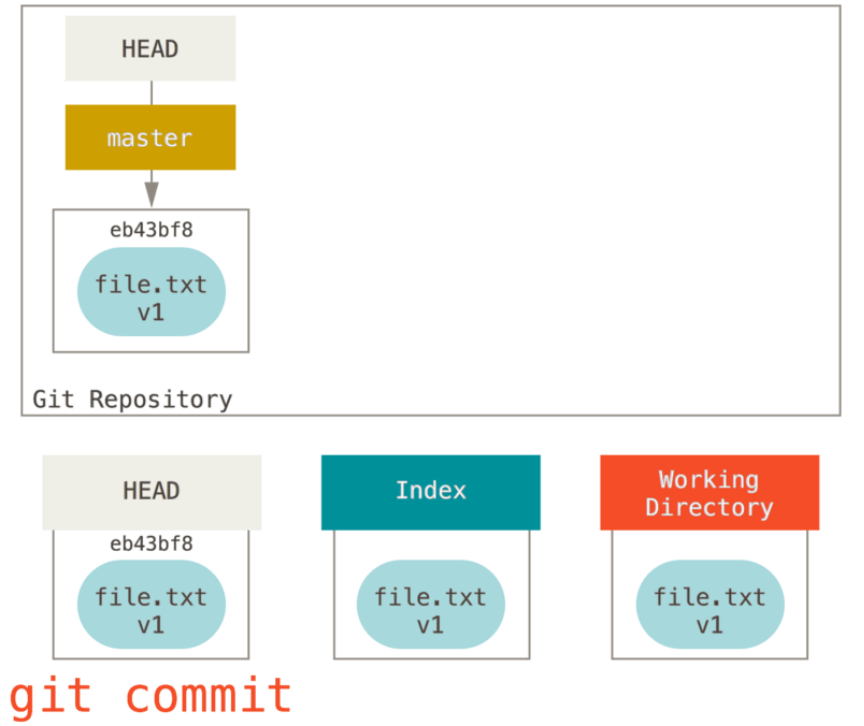 HEAD
master
eb43bf8
file.txt
v1
Git Repository
HEAD
Index
Working
Directory
eb43bf8
file.txt
v1
file.txt
v1
file.txt
v1
git commit